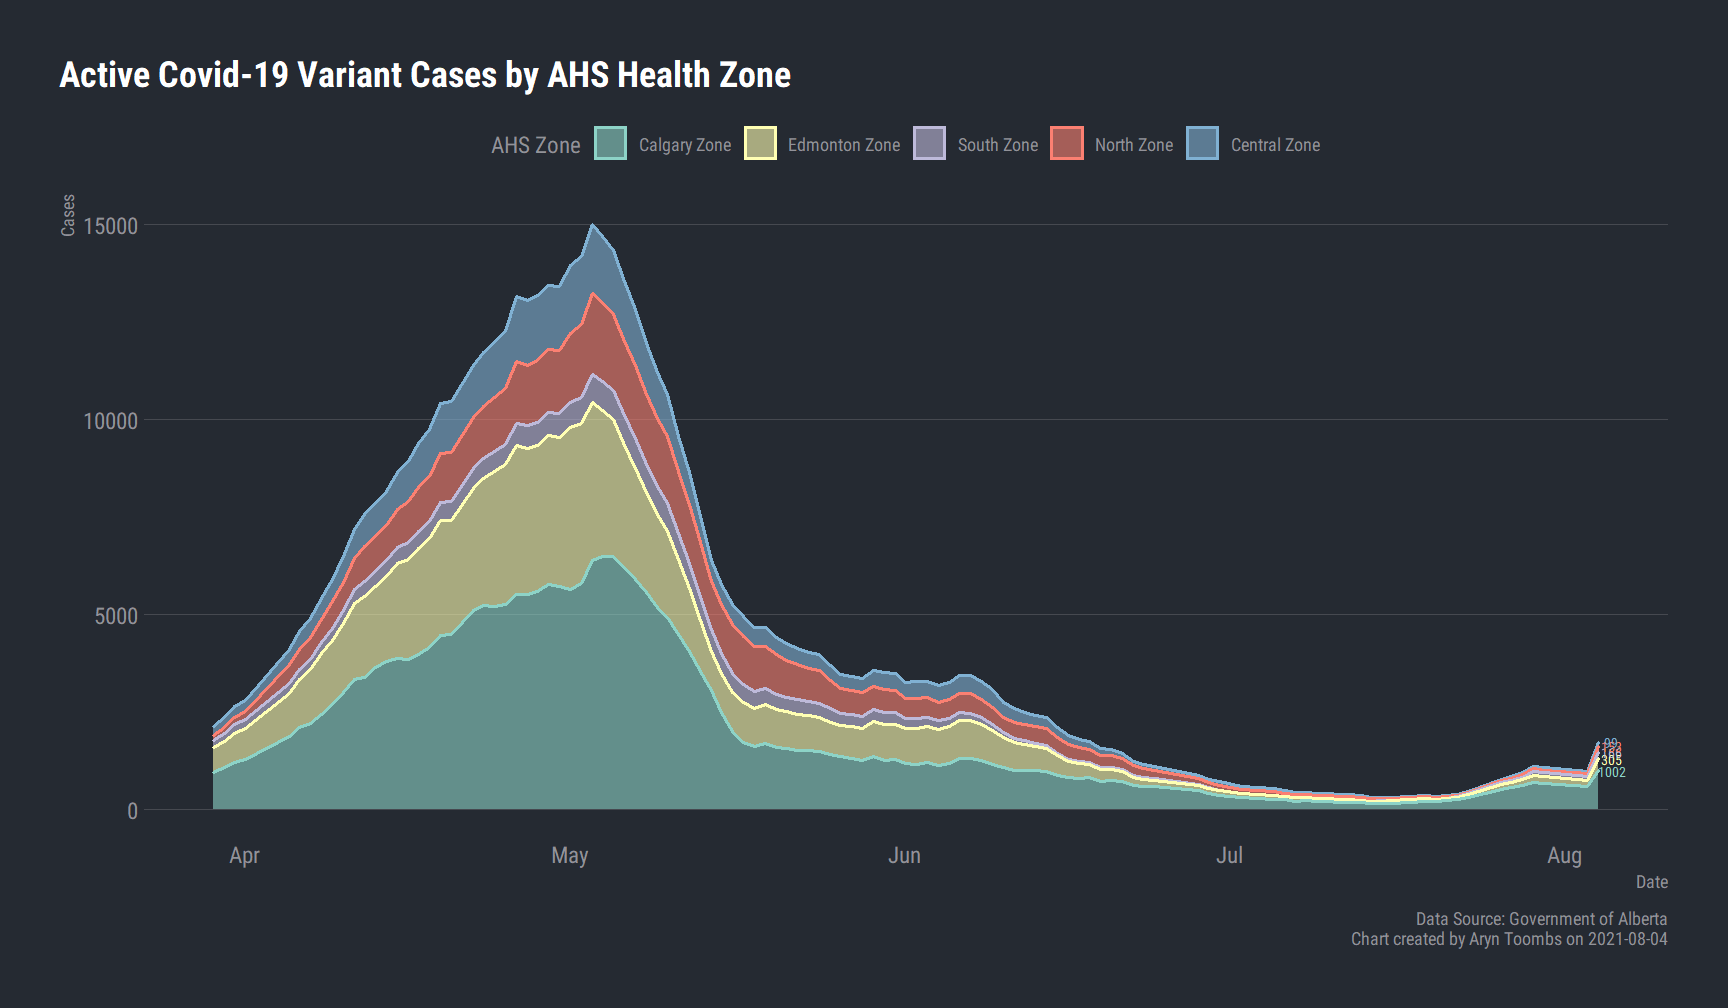 Active Covid-19 Variant Cases by AHS Health Zone
AHS Zone Calgary Zone Edmonton Zone South Zone North Zone Central Zone
Cases
15000
10000
5000
0
99
305
1002
Apr May Jun Jul Aug
Date
Data Source: Government of Alberta
Chart created by Aryn Toombs on 2021-08-04